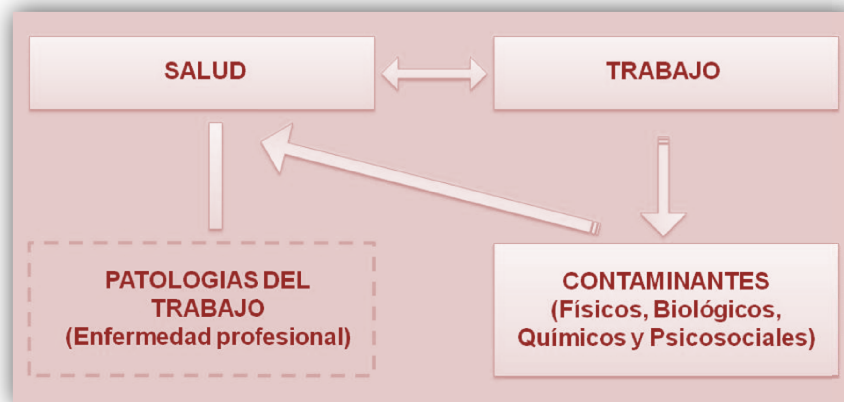 SALUD
TRABAJO
PATOLOGIAS DEL
TRABAJO
(Enfermedad profesional)
CONTAMINANTES
(Físicos, Biológicos,
Químicos y Psicosociales)